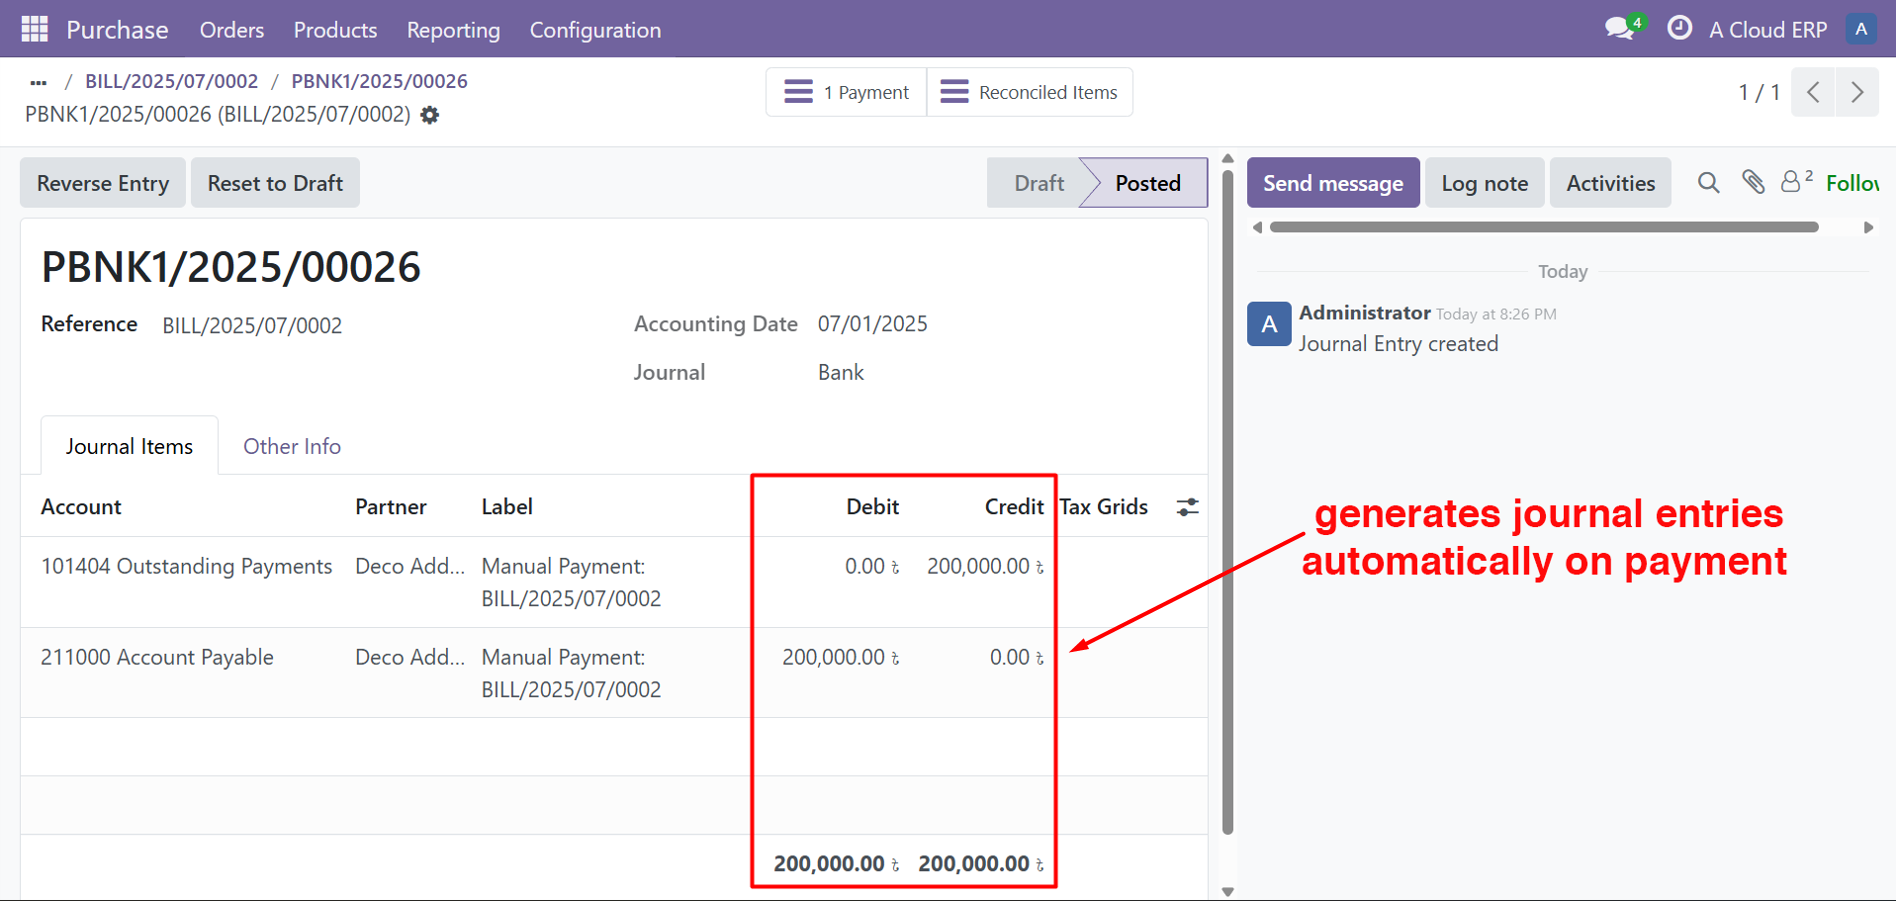 Purchase Orders Products Reporting Configuration 4 A Cloud ERP A
... / BILL/2025/07/0002 / PBNK1/2025/00026
PBNK1/2025/00026 (BILL/2025/07/0002)
1 Payment Reconciled Items
1 / 1
Reverse Entry Reset to Draft Draft Posted
Send message Log note Activities 2 Follow
PBNK1/2025/00026
Reference BILL/2025/07/0002
Accounting Date 07/01/2025
Journal Bank
Today
A Administrator Today at 8:26 PM
Journal Entry created
Journal Items Other Info
Account Partner Label Debit Credit Tax Grids
101404 Outstanding Payments Deco Add... Manual Payment: 0.00 ৳ 200,000.00 ৳
BILL/2025/07/0002
211000 Account Payable Deco Add... Manual Payment: 200,000.00 ৳ 0.00 ৳
BILL/2025/07/0002
200,000.00 ৳ 200,000.00 ৳
generates journal entries
automatically on payment